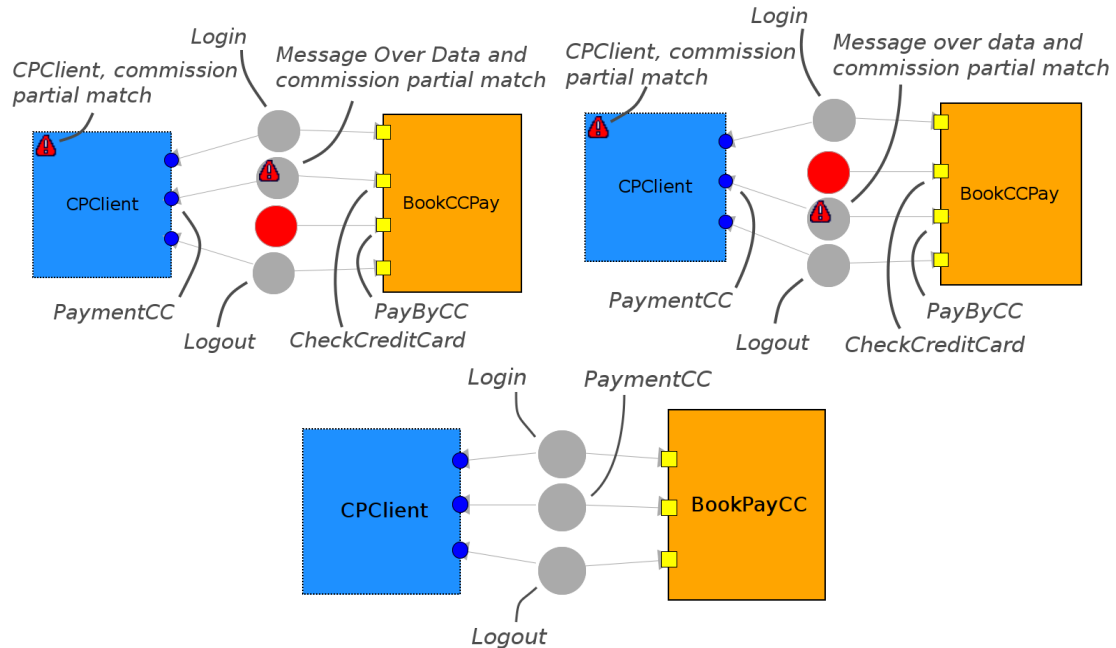 Login
Message Over Data and
commission partial match
CPClient, commission
partial match
CPClient
BookCCPay
PaymentCC
PayByCC
Logout
CheckCreditCard
Login
Message over data and
commission partial match
CPClient, commission
partial match
CPClient
BookCCPay
PaymentCC
PayByCC
Logout
CheckCreditCard
Login
PaymentCC
CPClient
BookPayCC
Logout